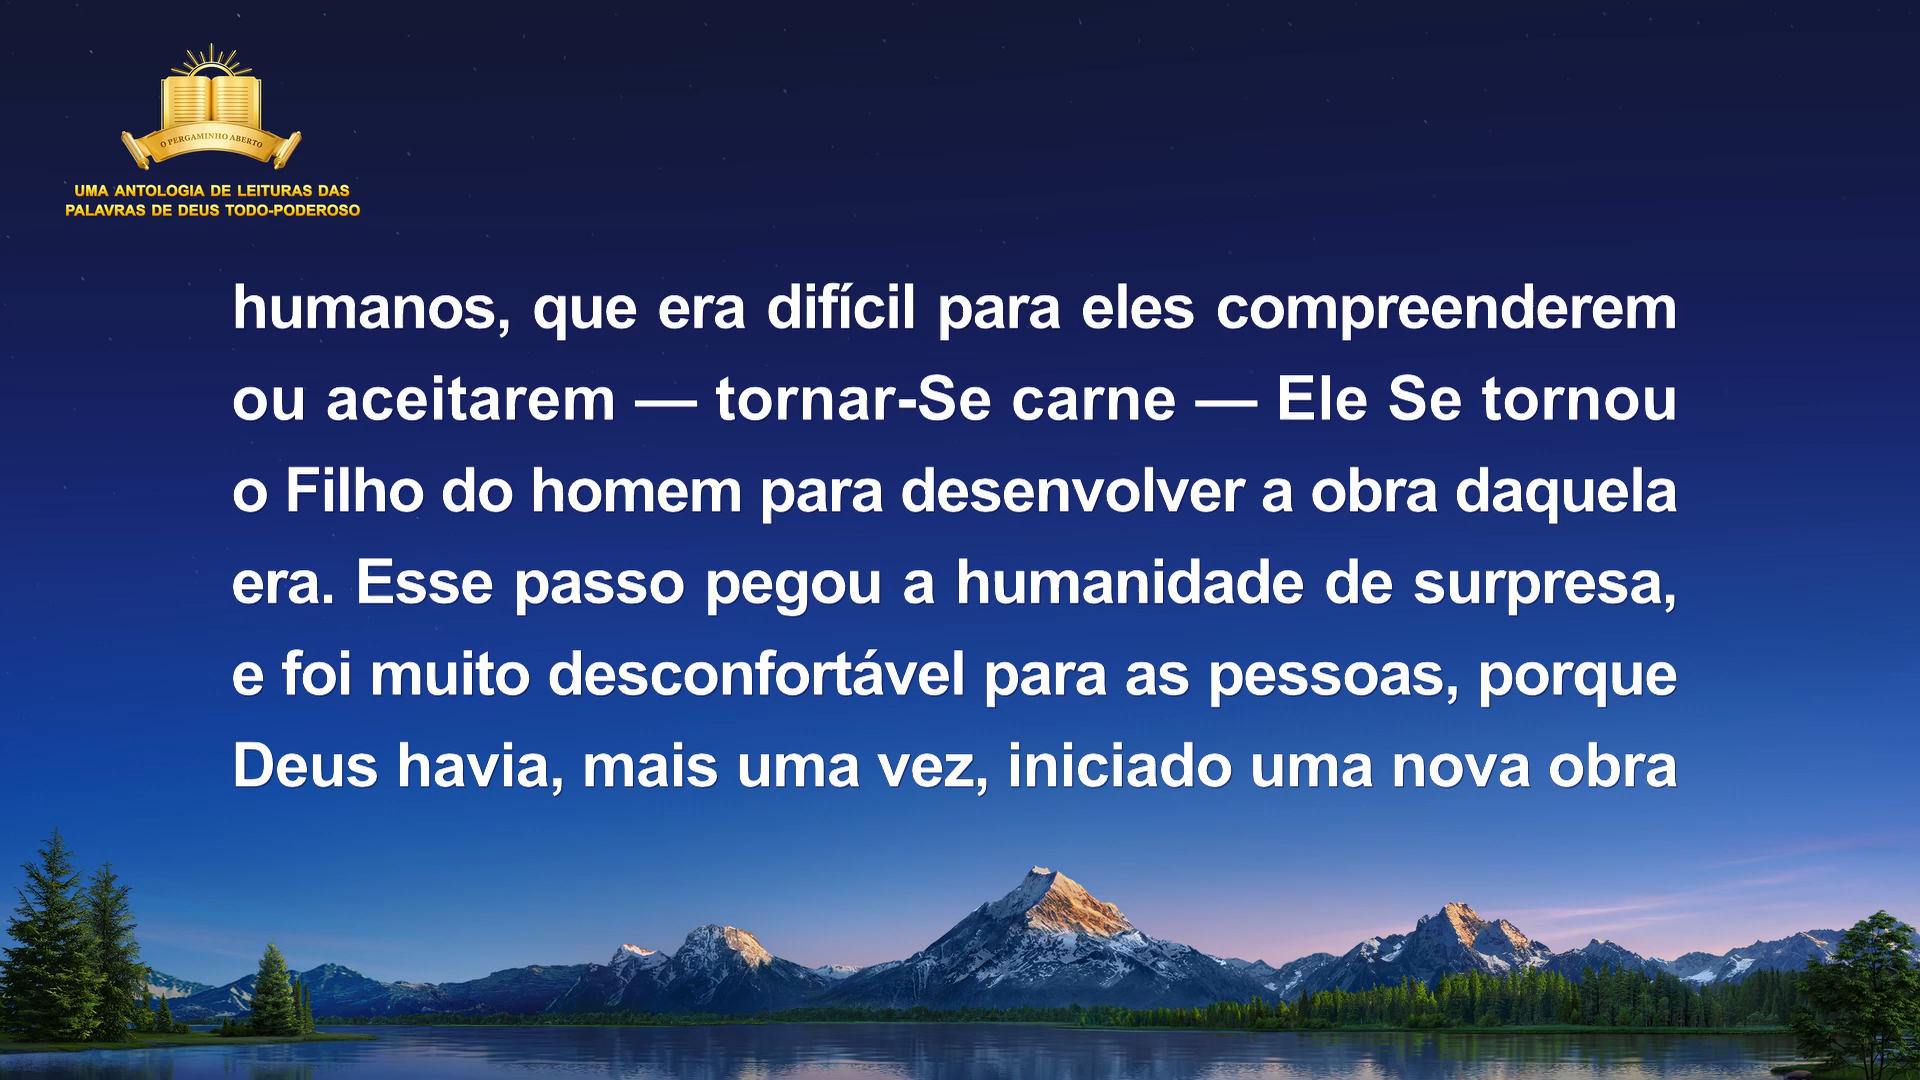 O PERGAMINHO ABERTO
UMA ANTOLOGIA DE LEITURAS DAS
PALAVRAS DE DEUS TODO-PODEROSO
humanos, que era difícil para eles compreenderem
ou aceitarem — tornar-Se carne — Ele Se tornou
o Filho do homem para desenvolver a obra daquela
era. Esse passo pegou a humanidade de surpresa,
e foi muito desconfortável para as pessoas, porque
Deus havia, mais uma vez, iniciado uma nova obra